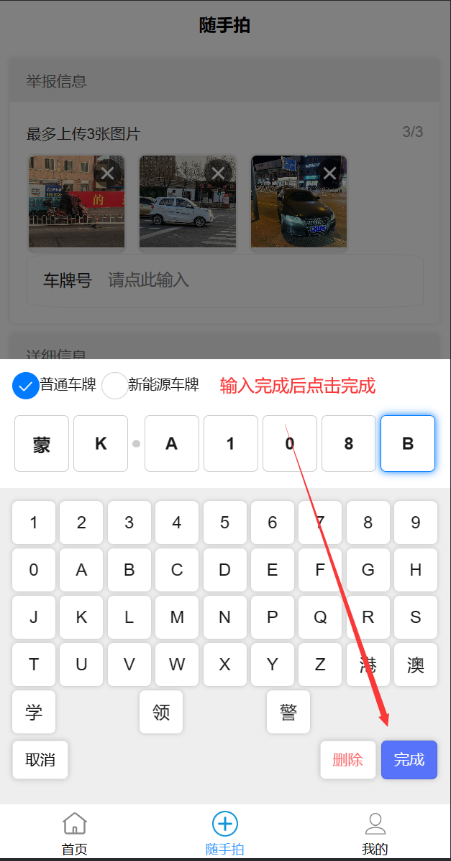 随手拍
举报信息
最多上传3张图片 3/3
的
车牌号 请点此输入
详细信息
普通车牌 新能源车牌 输入完成后点击完成
蒙 K A 1 0 8 B
1 2 3 4 5 6 7 8 9
0 A B C D E F G H
J K L M N P Q R S
T U V W X Y Z 港 澳
学 领 警
取消 删除 完成
首页 随手拍 我的